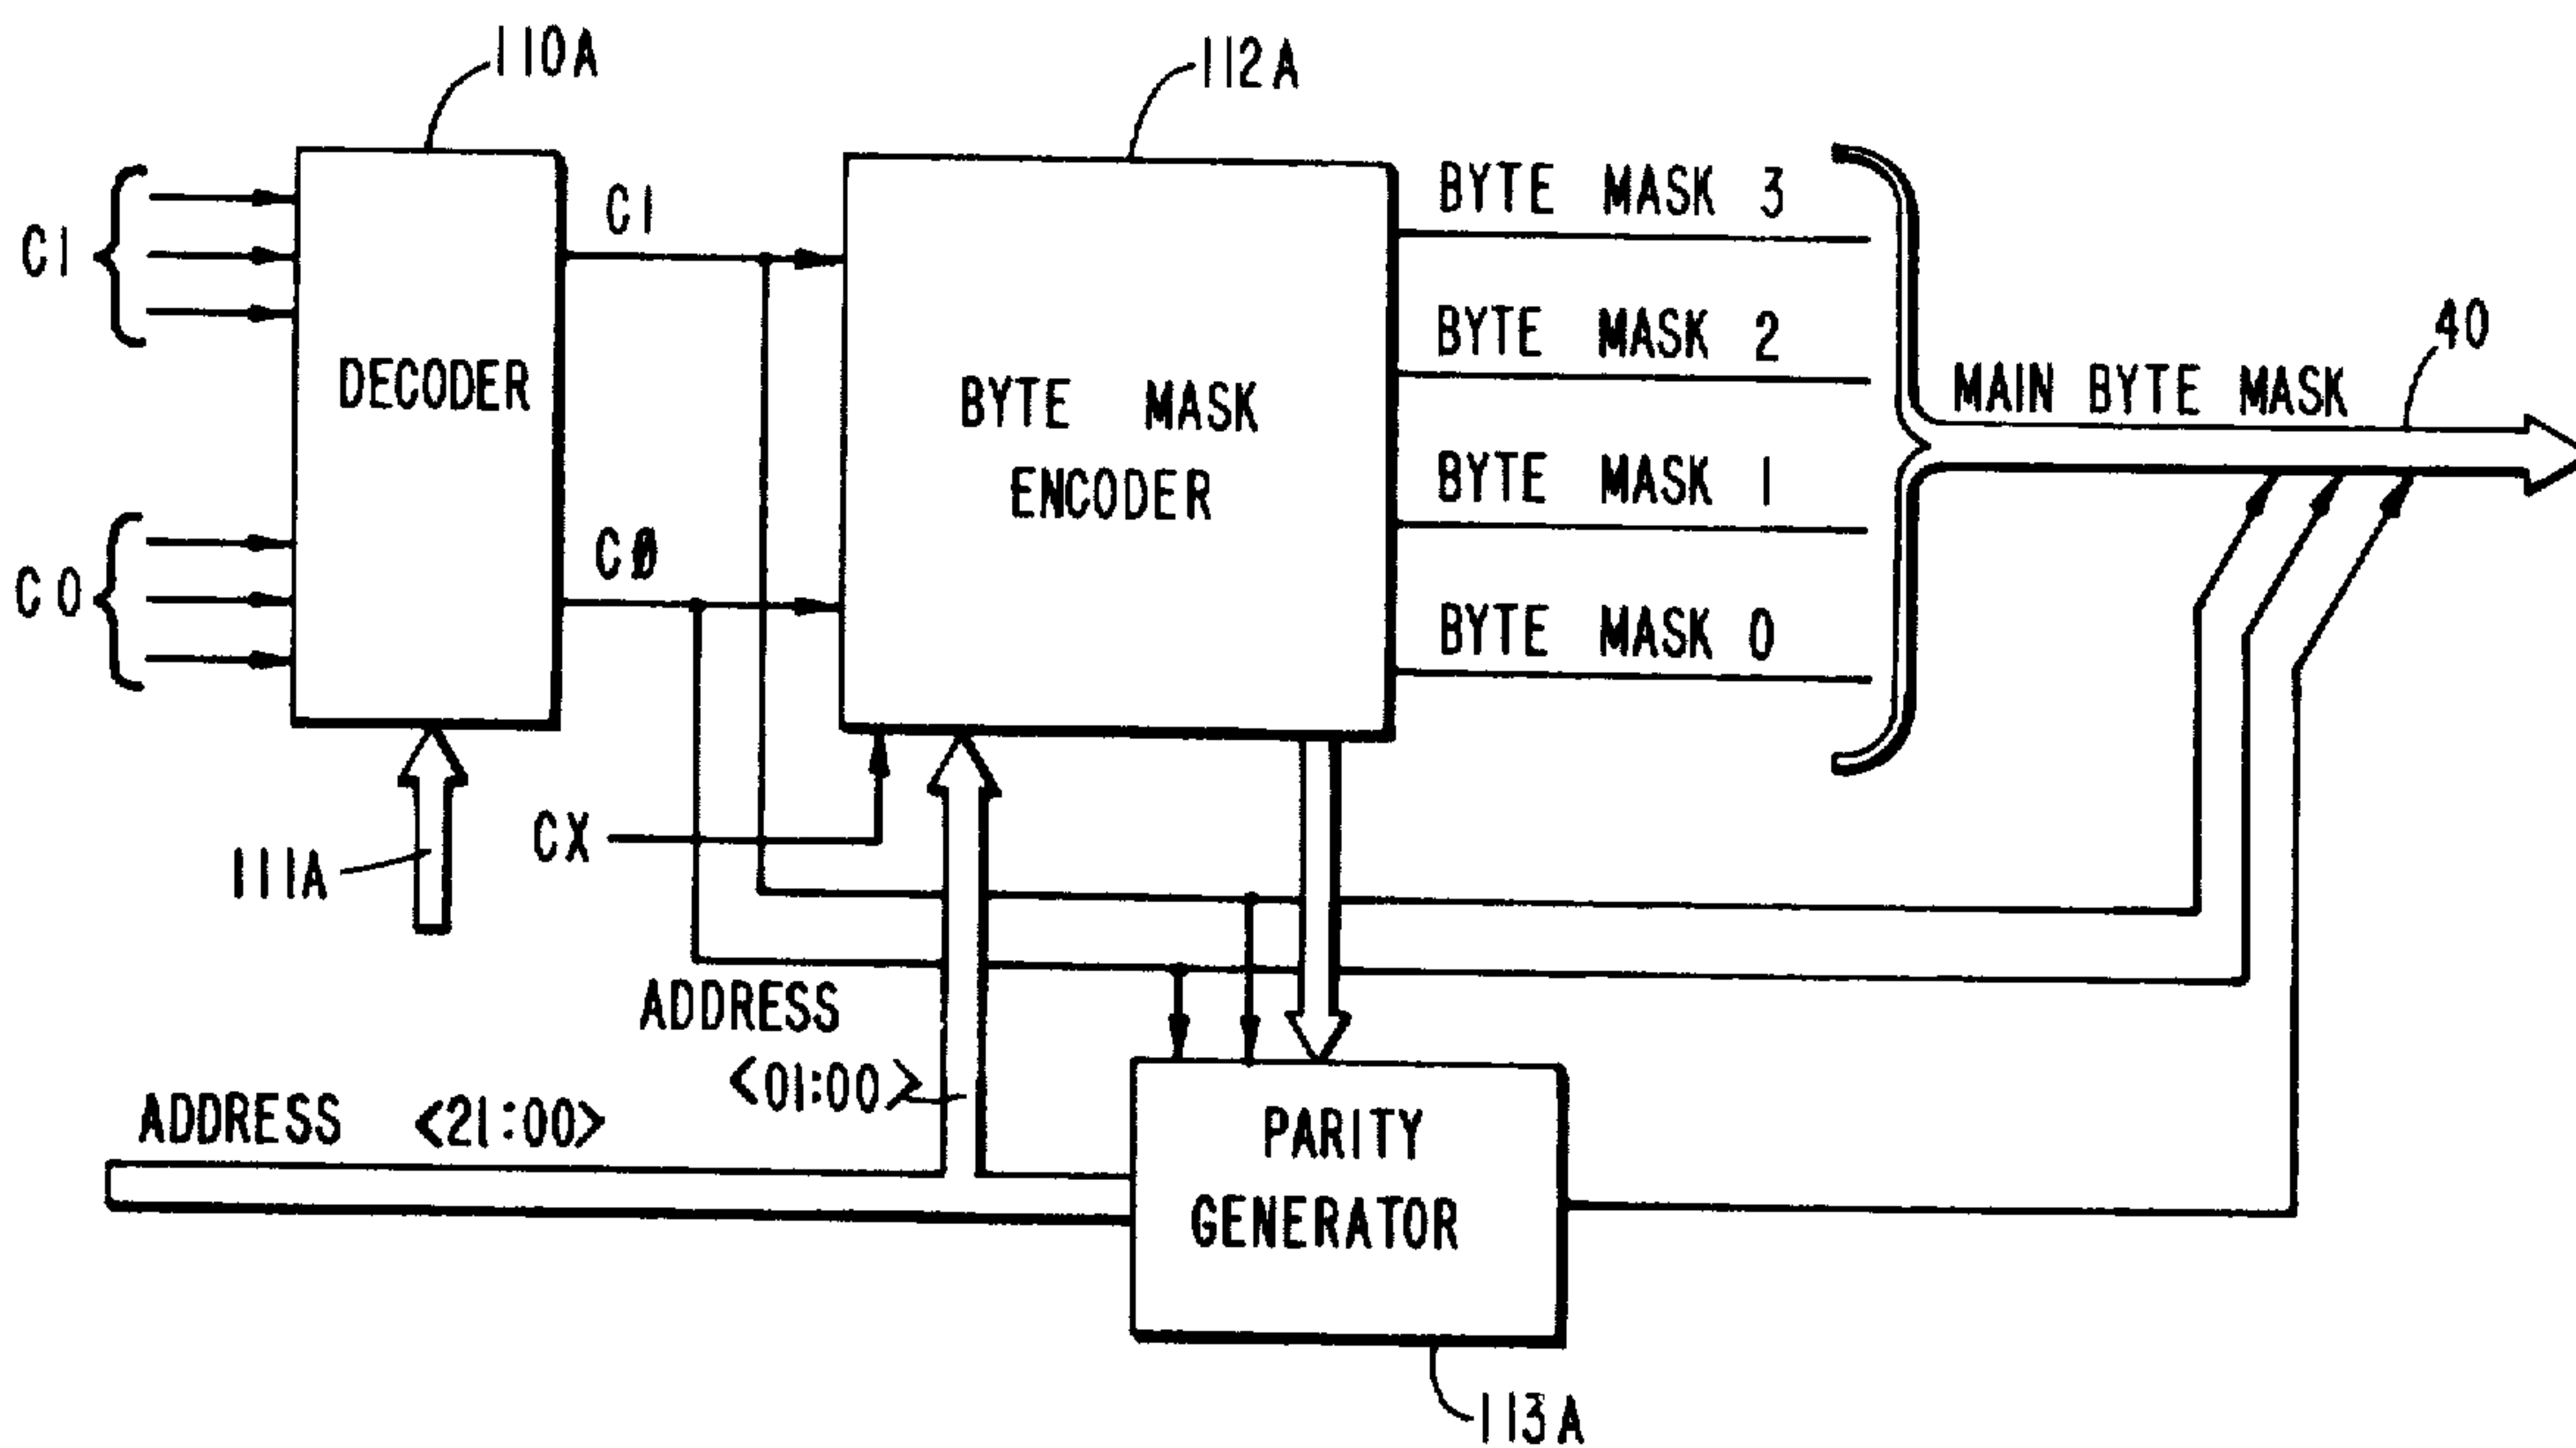 110A
112A
C1
DECODER
C1
CØ
C0
BYTE MASK
ENCODER
BYTE MASK 3
BYTE MASK 2
BYTE MASK 1
BYTE MASK 0
MAIN BYTE MASK
40
111A
CX
ADDRESS
<01:00>
ADDRESS <21:00>
PARITY
GENERATOR
113A